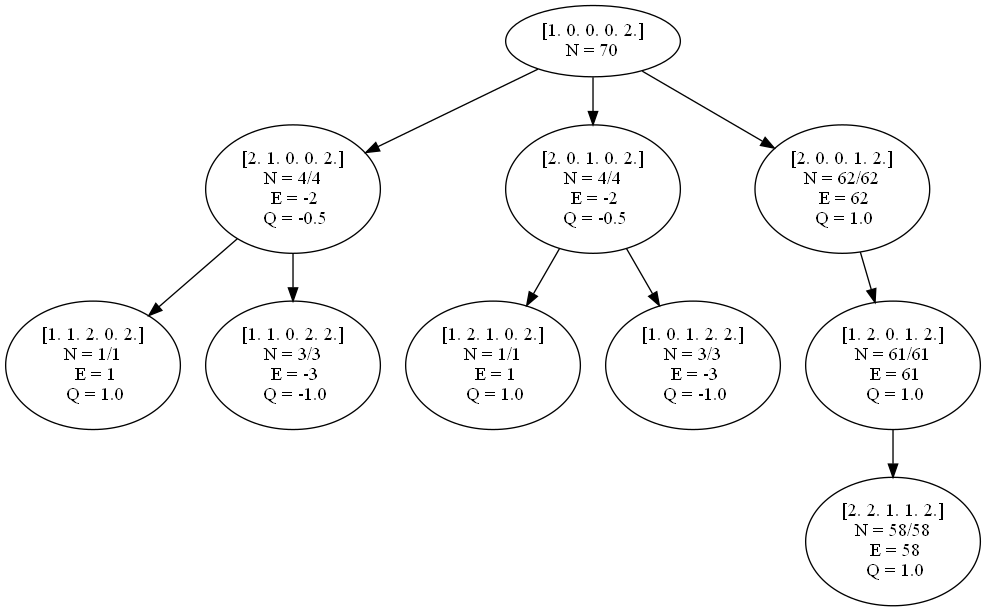 [1. 0. 0. 0. 2.]
N = 70
[2. 1. 0. 0. 2.]
N = 4/4
E = -2
Q = -0.5
[2. 0. 1. 0. 2.]
N = 4/4
E = -2
Q = -0.5
[2. 0. 0. 1. 2.]
N = 62/62
E = 62
Q = 1.0
[1. 1. 2. 0. 2.]
N = 1/1
E = 1
Q = 1.0
[1. 1. 0. 2. 2.]
N = 3/3
E = -3
Q = -1.0
[1. 2. 1. 0. 2.]
N = 1/1
E = 1
Q = 1.0
[1. 0. 1. 2. 2.]
N = 3/3
E = -3
Q = -1.0
[1. 2. 0. 1. 2.]
N = 61/61
E = 61
Q = 1.0
[2. 2. 1. 1. 2.]
N = 58/58
E = 58
Q = 1.0